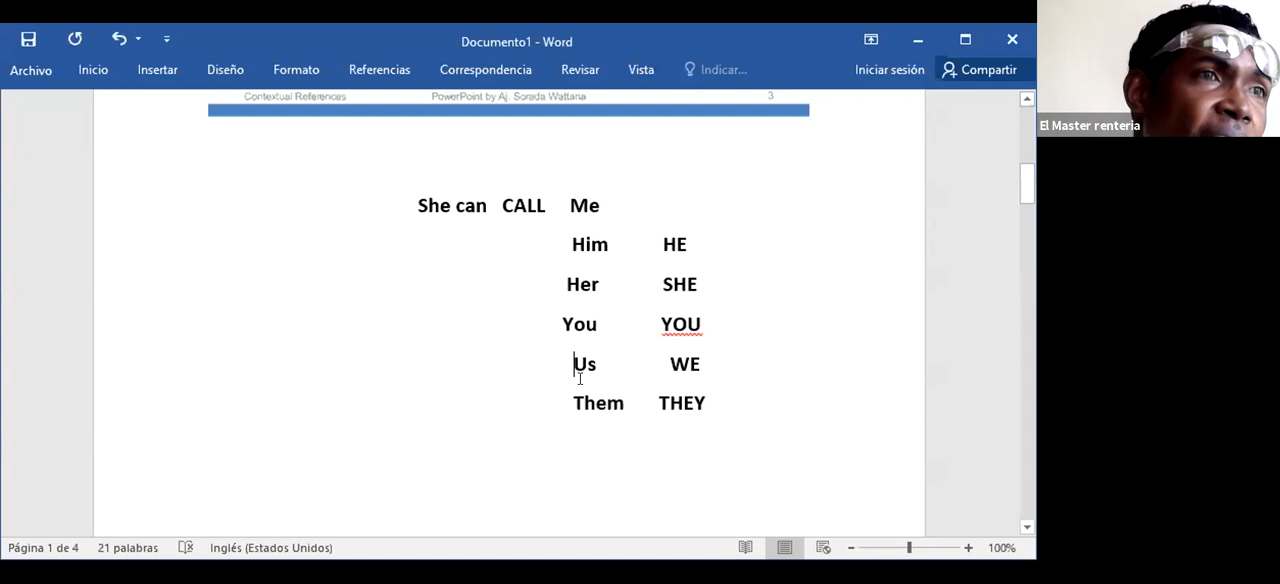 Documento1 - Word
Archivo Inicio Insertar Diseño Formato Referencias Correspondencia Revisar Vista Indicar... Iniciar sesión Compartir
Contextual References PowerPoint by Aj. Sorada Wattana 3
El Master renteria
She can CALL Me
Him HE
Her SHE
You YOU
Us WE
Them THEY
Página 1 de 4 21 palabras Inglés (Estados Unidos) 100%